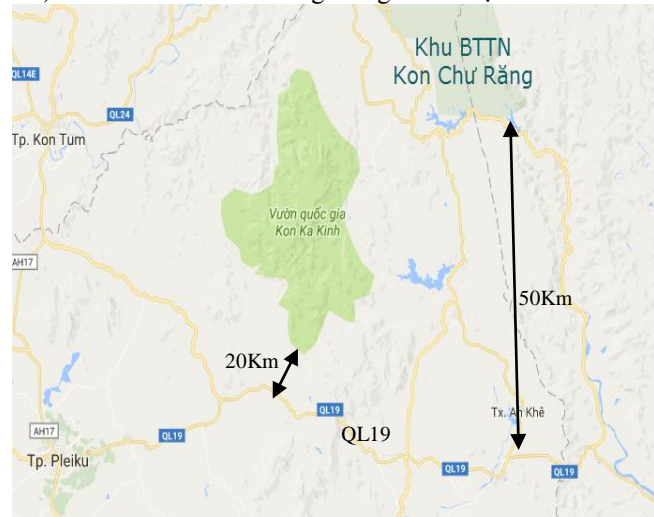 Khu BTTN
Kon Chư Răng
QL14E
QL24
Tp. Kon Tum
Vườn quốc gia
Kon Ka Kinh
AH17
50Km
20Km
QL19
Tx. An Khê
AH17
QL19
QL19
Tp. Pleiku
QL19
QL19